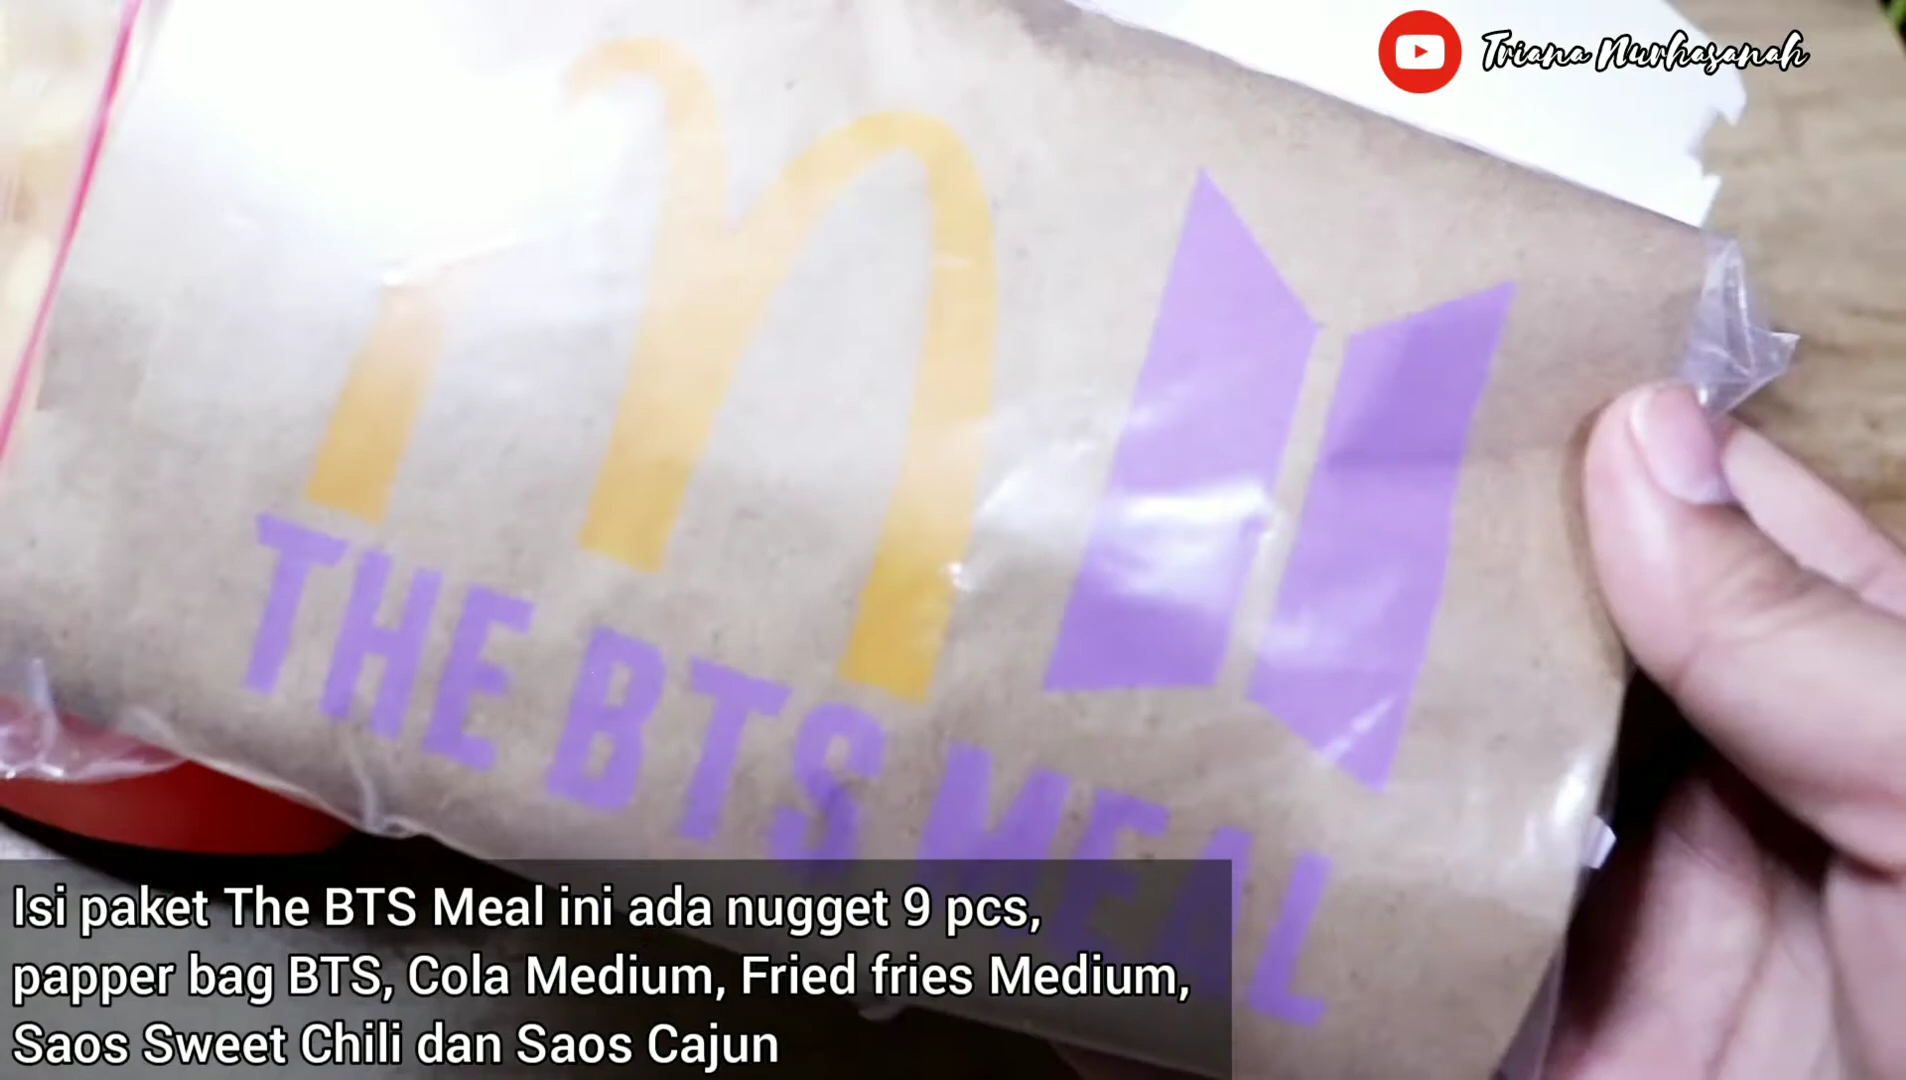 Triana Nurhasanah
THE BTS MEAL
Isi paket The BTS Meal ini ada nugget 9 pcs,
papper bag BTS, Cola Medium, Fried fries Medium,
Saos Sweet Chili dan Saos Cajun